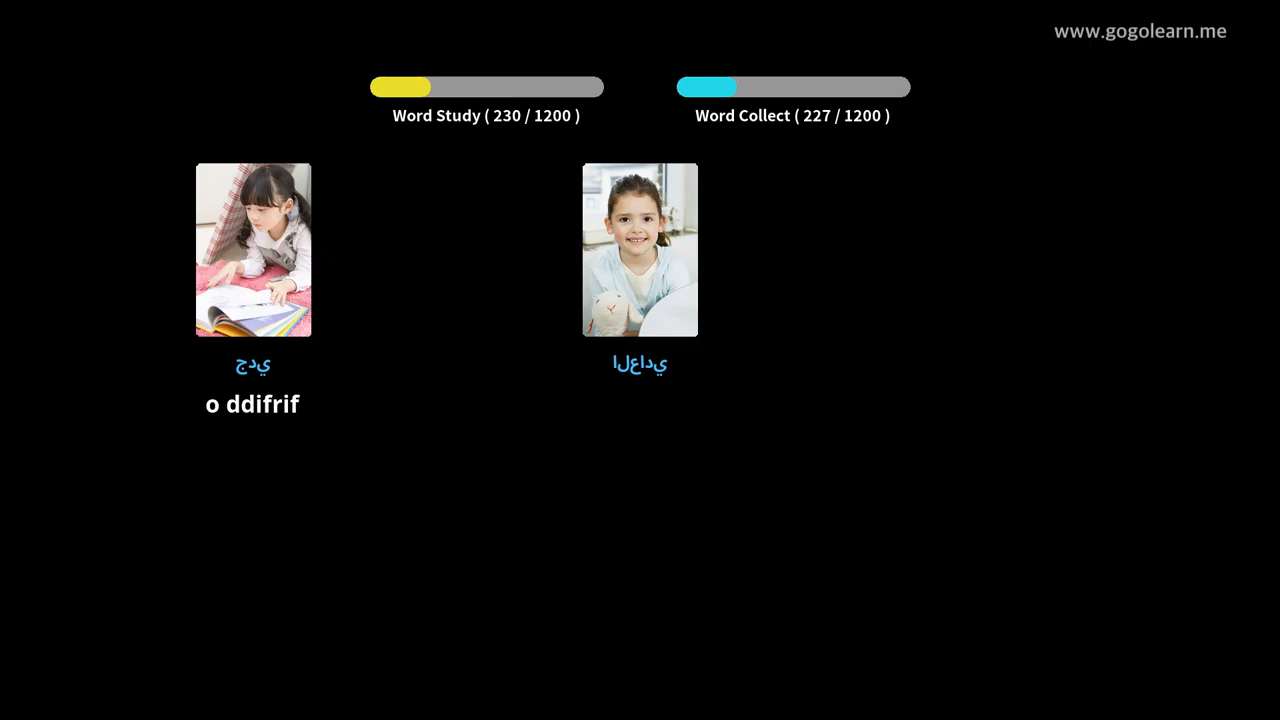 www.gogolearn.me
Word Study ( 230 / 1200 )
Word Collect ( 227 / 1200 )
جدي
العادي
o ddifrif